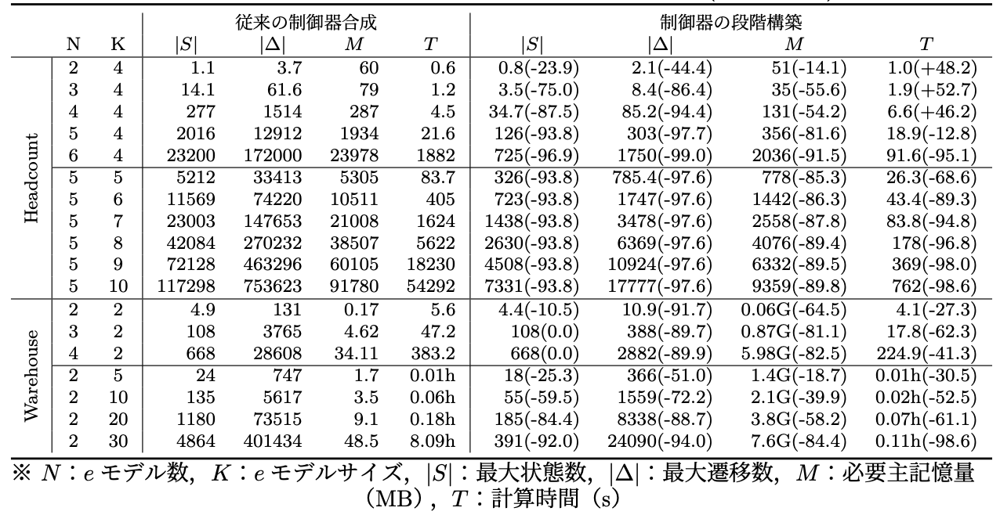 従来の制御器合成 制御器の段階構築
N K |S| |Δ| M T |S| |Δ| M T
Headcount
2 4 1.1 3.7 60 0.6 0.8(-23.9) 2.1(-44.4) 51(-14.1) 1.0(+48.2)
3 4 14.1 61.6 79 1.2 3.5(-75.0) 8.4(-86.4) 35(-55.6) 1.9(+52.7)
4 4 277 1514 287 4.5 34.7(-87.5) 85.2(-94.4) 131(-54.2) 6.6(+46.2)
5 4 2016 12912 1934 21.6 126(-93.8) 303(-97.7) 356(-81.6) 18.9(-12.8)
6 4 23200 172000 23978 1882 725(-96.9) 1750(-99.0) 2036(-91.5) 91.6(-95.1)
5 5 5212 33413 5305 83.7 326(-93.8) 785.4(-97.6) 778(-85.3) 26.3(-68.6)
5 6 11569 74220 10511 405 723(-93.8) 1747(-97.6) 1442(-86.3) 43.4(-89.3)
5 7 23003 147653 21008 1624 1438(-93.8) 3478(-97.6) 2558(-87.8) 83.8(-94.8)
5 8 42084 270232 38507 5622 2630(-93.8) 6369(-97.6) 4076(-89.4) 178(-96.8)
5 9 72128 463296 60105 18230 4508(-93.8) 10924(-97.6) 6332(-89.5) 369(-98.0)
5 10 117298 753623 91780 54292 7331(-93.8) 17777(-97.6) 9359(-89.8) 762(-98.6)
Warehouse
2 2 4.9 131 0.17 5.6 4.4(-10.5) 10.9(-91.7) 0.06G(-64.5) 4.1(-27.3)
3 2 108 3765 4.62 47.2 108(0.0) 388(-89.7) 0.87G(-81.1) 17.8(-62.3)
4 2 668 28608 34.11 383.2 668(0.0) 2882(-89.9) 5.98G(-82.5) 224.9(-41.3)
2 5 24 747 1.7 0.01h 18(-25.3) 366(-51.0) 1.4G(-18.7) 0.01h(-30.5)
2 10 135 5617 3.5 0.06h 55(-59.5) 1559(-72.2) 2.1G(-39.9) 0.02h(-52.5)
2 20 1180 73515 9.1 0.18h 185(-84.4) 8338(-88.7) 3.8G(-58.2) 0.07h(-61.1)
2 30 4864 401434 48.5 8.09h 391(-92.0) 24090(-94.0) 7.6G(-84.4) 0.11h(-98.6)
※ N：e モデル数，K：e モデルサイズ，|S|：最大状態数，|Δ|：最大遷移数，M：必要主記憶量
（MB），T：計算時間（s）